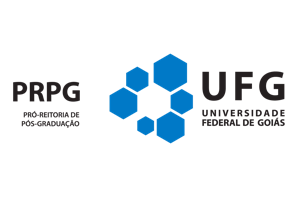 PRPG
PRÓ-REITORIA DE
PÓS-GRADUAÇÃO
UFG
UNIVERSIDADE
FEDERAL DE GOIÁS